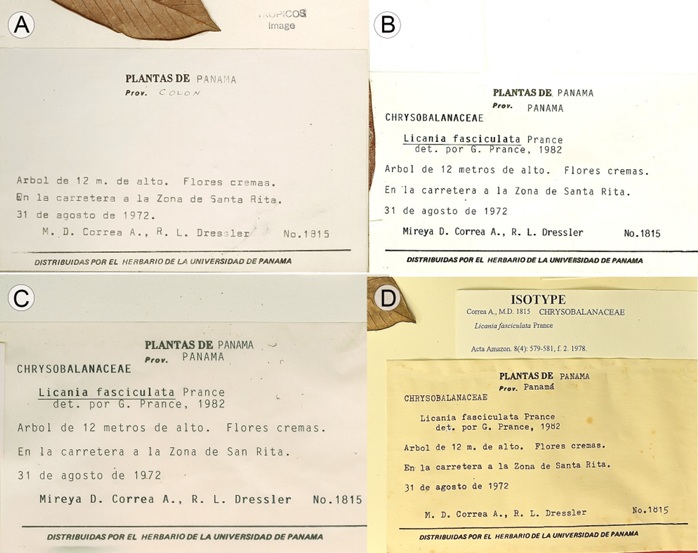 A
TROPICOS
image
PLANTAS DE PANAMA
Prov. COLON
Arbol de 12 m. de alto. Flores cremas.
En la carretera a la Zona de Santa Rita.
31 de agosto de 1972.
M. D. Correa A., R. L. Dressler No.1815
DISTRIBUIDAS POR EL HERBARIO DE LA UNIVERSIDAD DE PANAMA
B
PLANTAS DE PANAMA
Prov. PANAMA
CHRYSOBALANACEAE
Licania fasciculata Prance
det. por G. Prance, 1982
Arbol de 12 metros de alto. Flores cremas.
En la carretera a la Zona de Santa Rita.
31 de agosto de 1972
Mireya D. Correa A., R. L. Dressler No.1815
DISTRIBUIDAS POR EL HERBARIO DE LA UNIVERSIDAD DE PANAMA
C
PLANTAS DE PANAMA
Prov. PANAMA
CHRYSOBALANACEAE
Licania fasciculata Prance
det. por G. Prance, 1982
Arbol de 12 metros de alto. Flores cremas.
En la carretera a la Zona de San Rita.
31 de agosto de 1972
Mireya D. Correa A., R. L. Dressler No.1815
DISTRIBUIDAS POR EL HERBARIO DE LA UNIVERSIDAD DE PANAMA
D
ISOTYPE
Correa A., M.D. 1815 CHRYSOBALANACEAE
Licania fasciculata Prance
Acta Amazon. 8(4): 579-581, f. 2. 1978.
PLANTAS DE PANAMA
Prov. Panamá
CHRYSOBALANACEAE
Licania fasciculata Prance
det. por G. Prance, 1982
Arbol de 12 m. de alto. Flores cremas.
En la carretera a la Zona de Santa Rita.
31 de agosto de 1972
M. D. Correa A., R. L. Dressler No.1815
DISTRIBUIDAS POR EL HERBARIO DE LA UNIVERSIDAD DE PANAMA